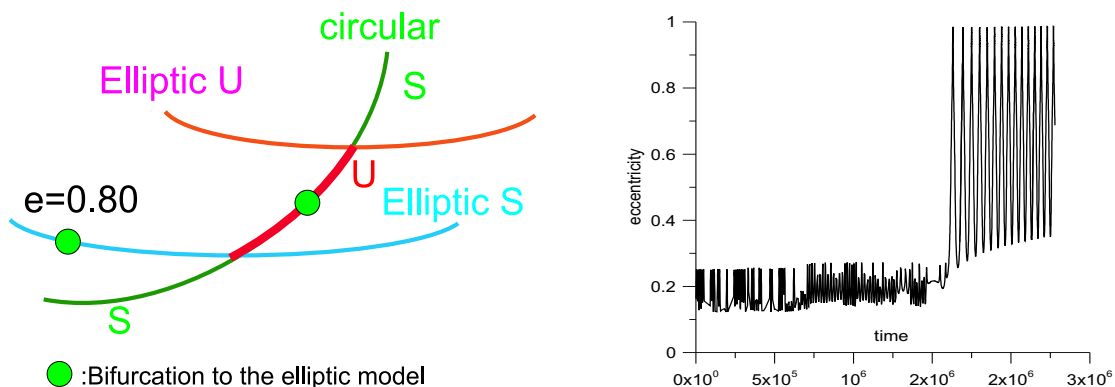 circular
Elliptic U
S
U
e=0.80
Elliptic S
S
:Bifurcation to the elliptic model
1
0.8
0.6
0.4
0.2
0
eccentricity
time
0x10⁰
5x10⁵
10⁶
2x10⁶
2x10⁶
3x10⁶